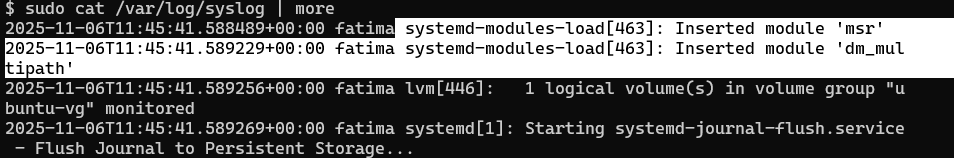 $ sudo cat /var/log/syslog | more
2025-11-06T11:45:41.588489+00:00 fatima systemd-modules-load[463]: Inserted module 'msr'
2025-11-06T11:45:41.589229+00:00 fatima systemd-modules-load[463]: Inserted module 'dm_mul
tipath'
2025-11-06T11:45:41.589256+00:00 fatima lvm[446]:   1 logical volume(s) in volume group "u
buntu-vg" monitored
2025-11-06T11:45:41.589269+00:00 fatima systemd[1]: Starting systemd-journal-flush.service
 - Flush Journal to Persistent Storage...